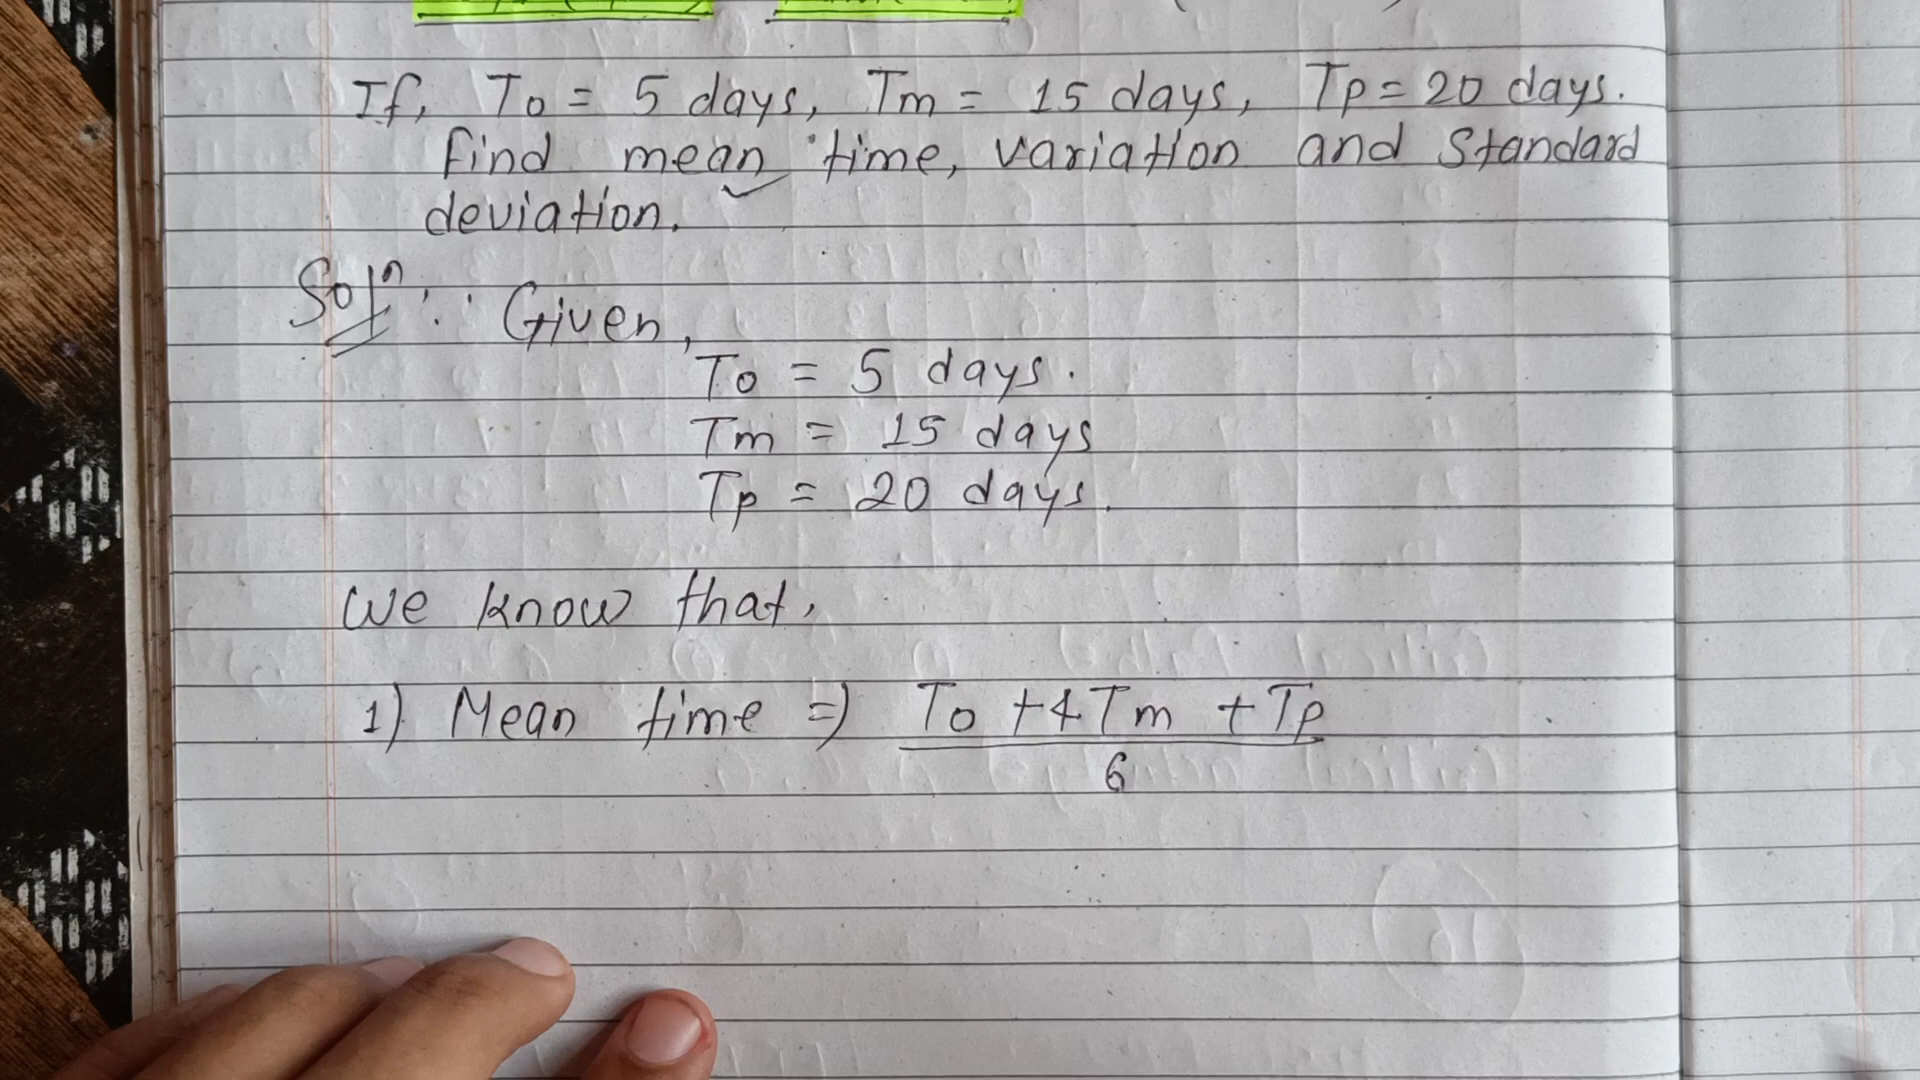 If, To = 5 days, Tm = 15 days, Tp = 20 days.
find mean time, variation and Standard
deviation.
Solⁿ: Given,
To = 5 days.
Tm = 15 days
Tp = 20 days.
we know that,
1) Mean time => To + 4Tm + Tp
6